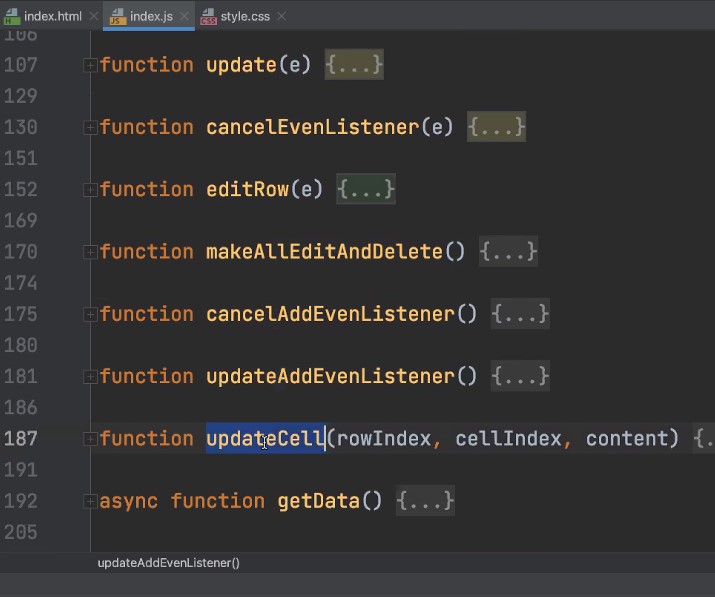 index.html index.js style.css
106
107 function update(e) {...}
129
130 function cancelEvenListener(e) {...}
151
152 function editRow(e) {...}
169
170 function makeAllEditAndDelete() {...}
174
175 function cancelAddEvenListener() {...}
180
181 function updateAddEvenListener() {...}
186
187 function updateCell(rowIndex, cellIndex, content) {.
191
192 async function getData() {...}
205
updateAddEvenListener()